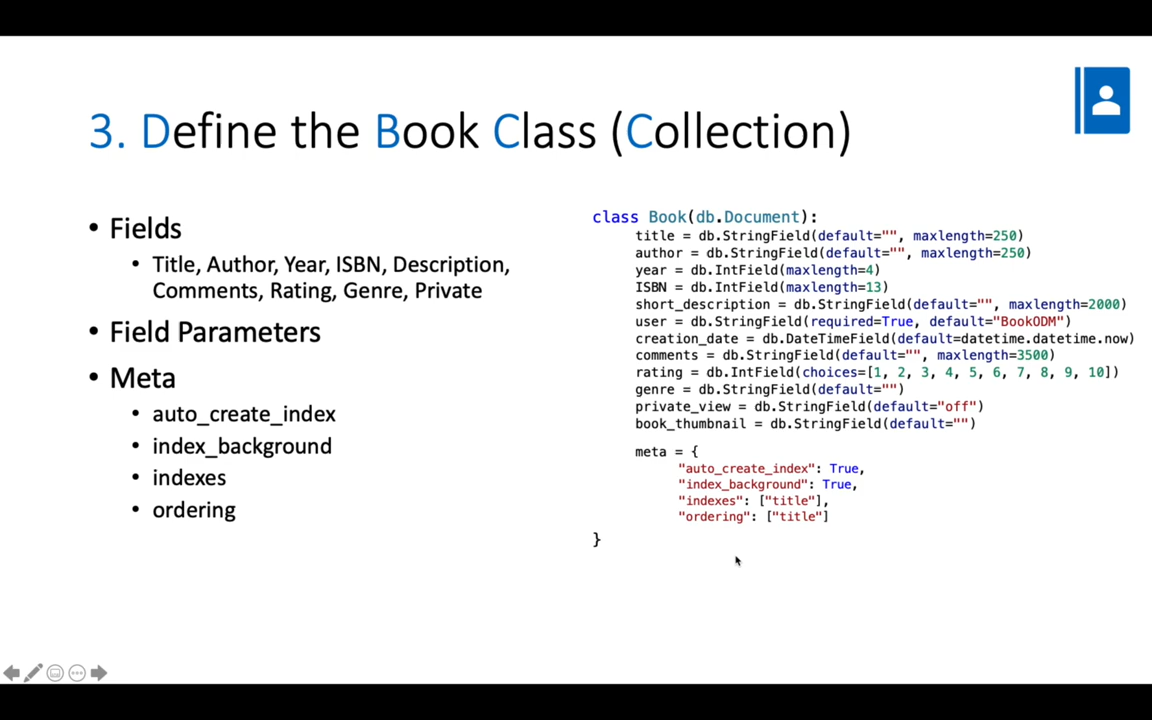 3. Define the Book Class (Collection)
• Fields
• Title, Author, Year, ISBN, Description,
Comments, Rating, Genre, Private
• Field Parameters
• Meta
• auto_create_index
• index_background
• indexes
• ordering
class Book(db.Document):
title = db.StringField(default="", maxlength=250)
author = db.StringField(default="", maxlength=250)
year = db.IntField(maxlength=4)
ISBN = db.IntField(maxlength=13)
short_description = db.StringField(default="", maxlength=2000)
user = db.StringField(required=True, default="BookODM")
creation_date = db.DateTimeField(default=datetime.datetime.now)
comments = db.StringField(default="", maxlength=3500)
rating = db.IntField(choices=[1, 2, 3, 4, 5, 6, 7, 8, 9, 10])
genre = db.StringField(default="")
private_view = db.StringField(default="off")
book_thumbnail = db.StringField(default="")
meta = {
"auto_create_index": True,
"index_background": True,
"indexes": ["title"],
"ordering": ["title"]
}